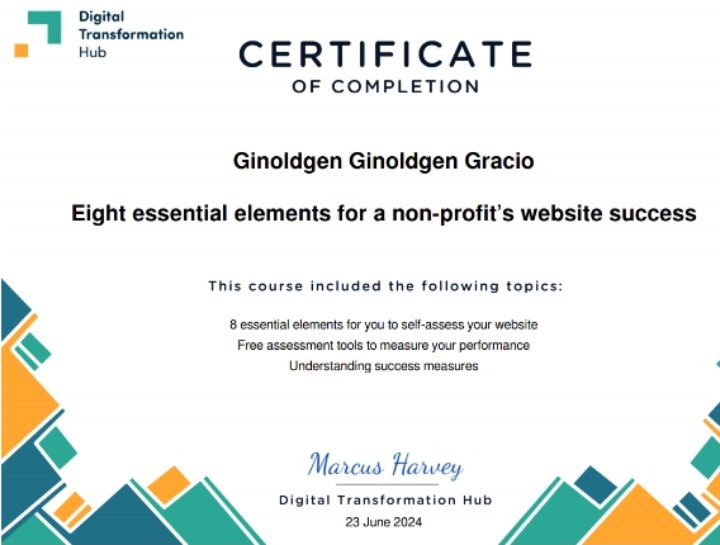 Digital
Transformation
Hub
CERTIFICATE
OF COMPLETION
Ginoldgen Ginoldgen Gracio
Eight essential elements for a non-profit’s website success
This course included the following topics:
8 essential elements for you to self-assess your website
Free assessment tools to measure your performance
Understanding success measures
Marcus Harvey
Digital Transformation Hub
23 June 2024